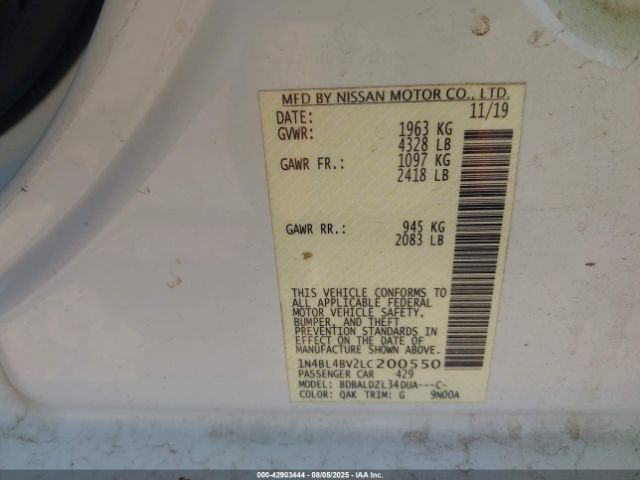 MFD BY NISSAN MOTOR CO., LTD.
DATE: 11/19
GVWR: 1963 KG
4328 LB
GAWR FR.: 1097 KG
2418 LB
GAWR RR.: 945 KG
2083 LB
THIS VEHICLE CONFORMS TO
ALL APPLICABLE FEDERAL
MOTOR VEHICLE SAFETY,
BUMPER, AND THEFT
PREVENTION STANDARDS IN
EFFECT ON THE DATE OF
MANUFACTURE SHOWN ABOVE.
1N4BL4BV2LC200550
PASSENGER CAR 429
MODEL: BDBALDZL34DUA---C-
COLOR: QAK TRIM: G 9N00A
000-42903444 - 08/05/2025 - IAA Inc.